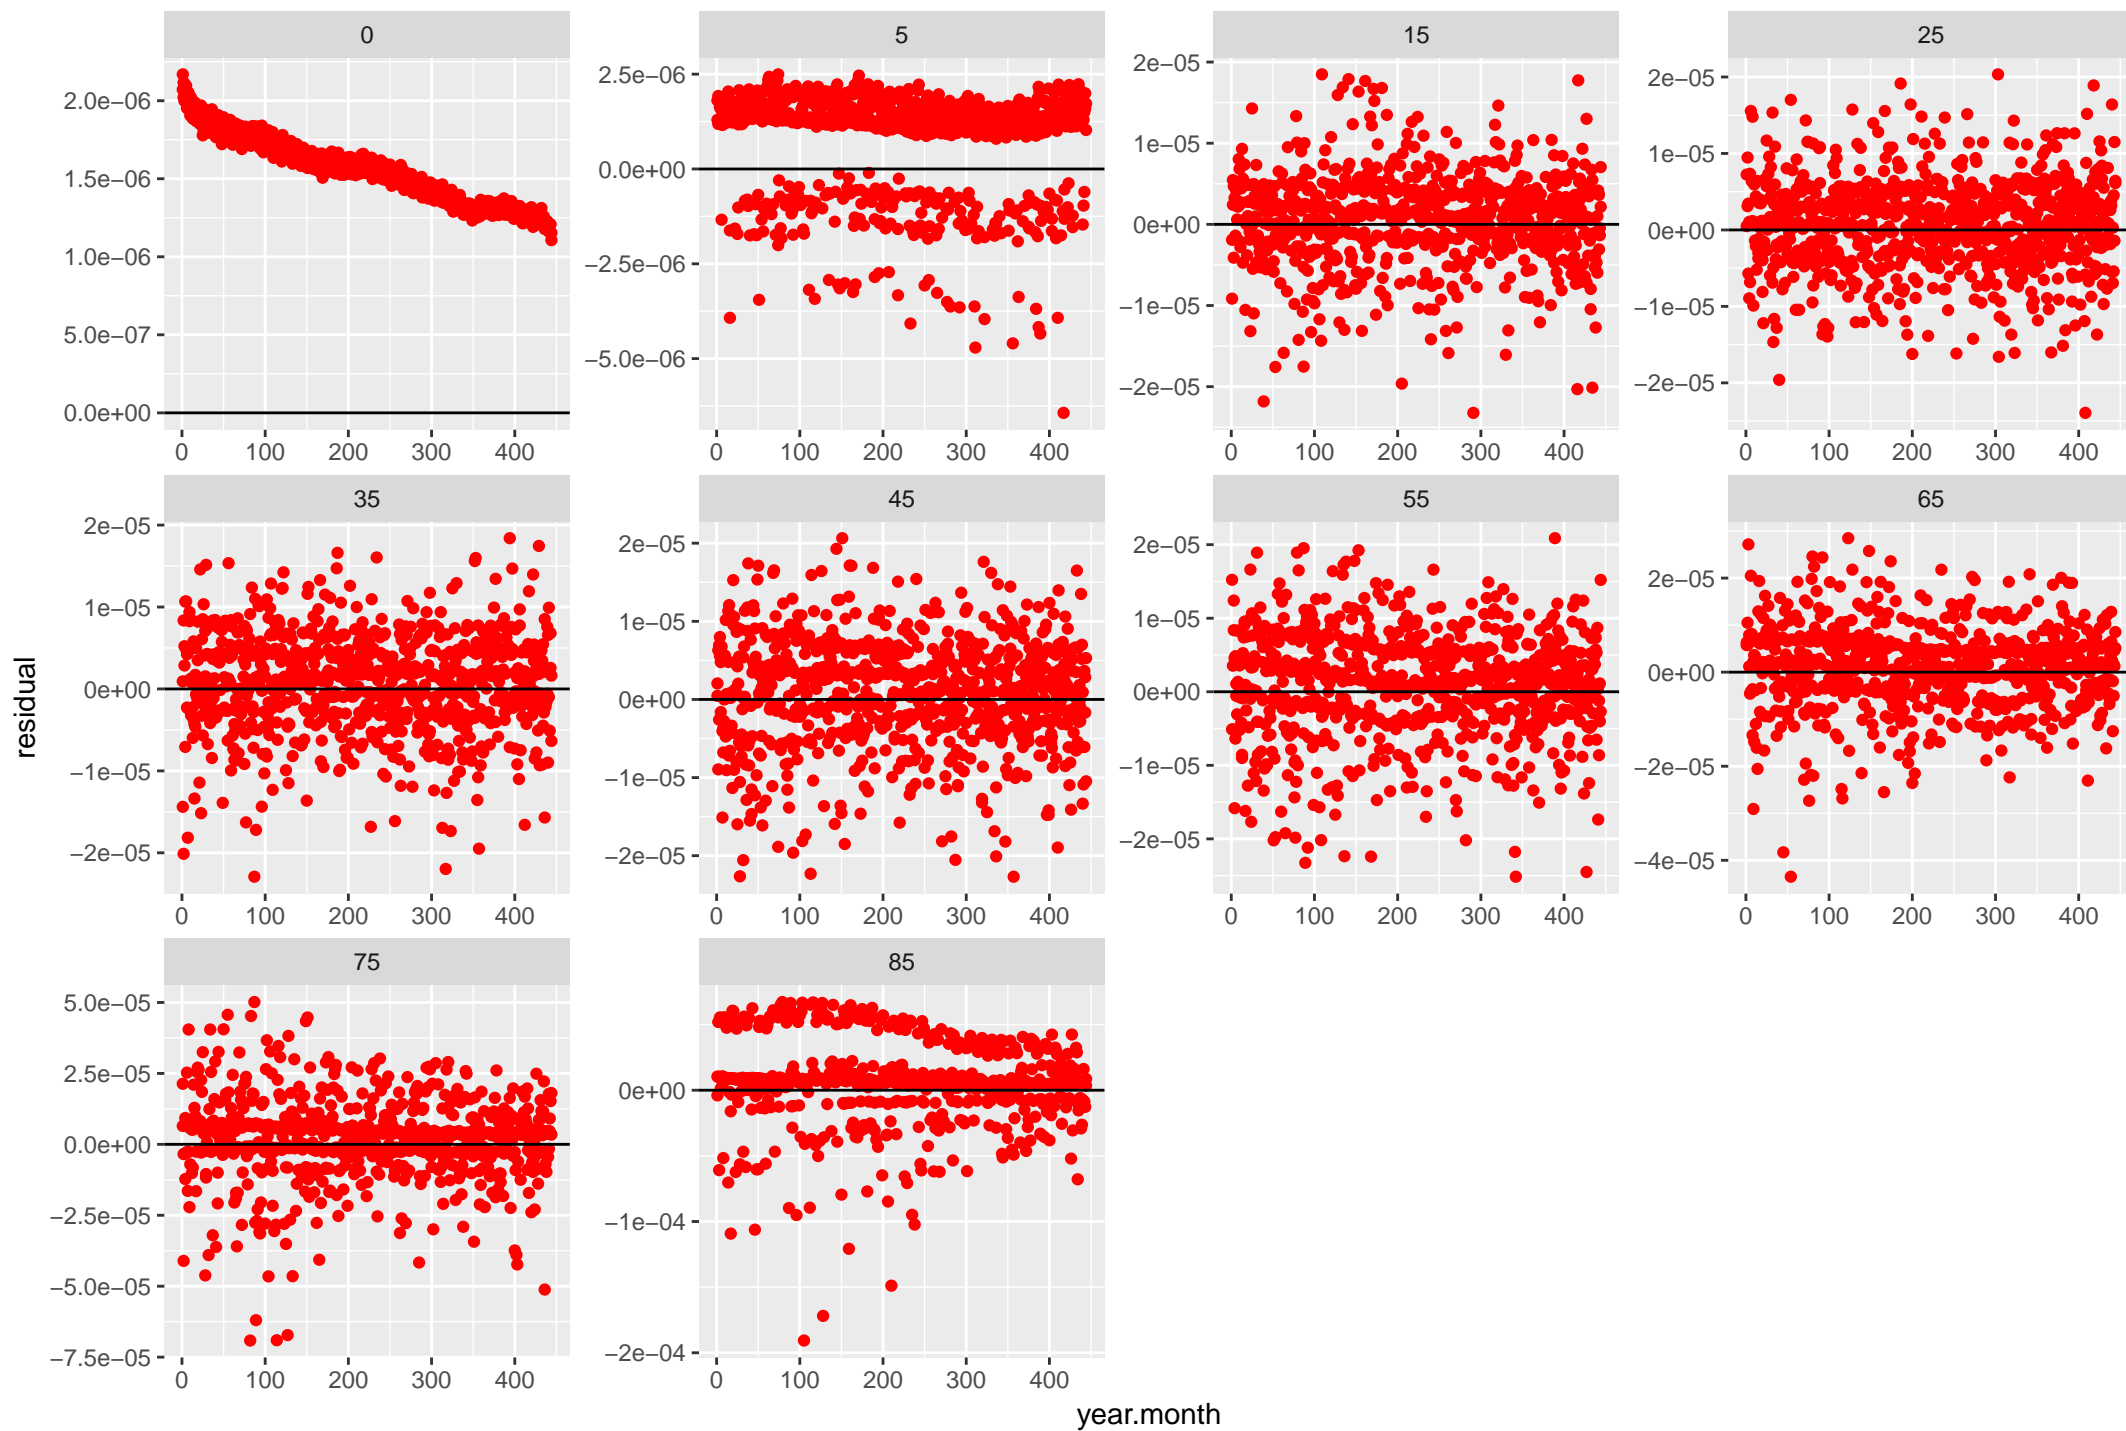 0 5 15 25
2.0e−06
1.5e−06
1.0e−06
5.0e−07
0.0e+00
0 100 200 300 400
2.5e−06
0.0e+00
−2.5e−06
−5.0e−06
0 100 200 300 400
2e−05
1e−05
0e+00
−1e−05
−2e−05
0 100 200 300 400
2e−05
1e−05
0e+00
−1e−05
−2e−05
0 100 200 300 400
35 45 55 65
2e−05
1e−05
0e+00
−1e−05
−2e−05
0 100 200 300 400
2e−05
1e−05
0e+00
−1e−05
−2e−05
0 100 200 300 400
2e−05
1e−05
0e+00
−1e−05
−2e−05
0 100 200 300 400
2e−05
0e+00
−2e−05
−4e−05
0 100 200 300 400
75 85
5.0e−05
2.5e−05
0.0e+00
−2.5e−05
−5.0e−05
−7.5e−05
0 100 200 300 400
0e+00
−1e−04
−2e−04
0 100 200 300 400
residual
year.month